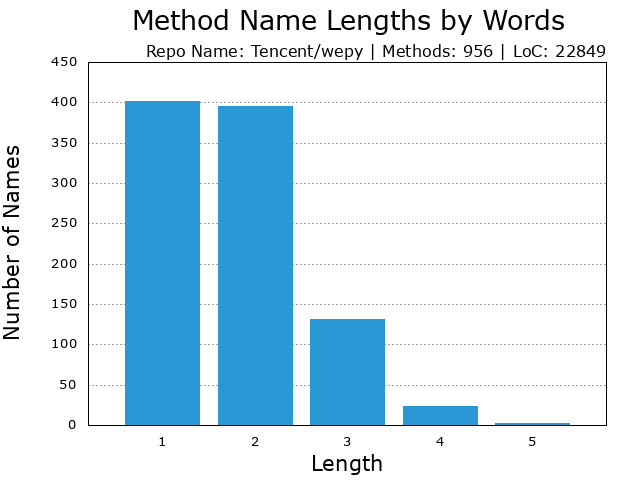 Method Name Lengths by Words
Repo Name: Tencent/wepy | Methods: 956 | LoC: 22849
450
400
350
300
250
200
150
100
50
0
Number of Names
1 2 3 4 5
Length